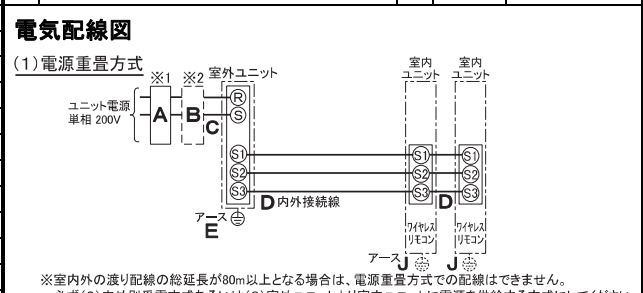 電気配線図
(1)電源重畳方式
※1 ※2 室外ユニット
室内
ユニット
室内
ユニット
ユニット電源
単相 200V
A
B
C
R
S
S1
S2
S3
S1
S2
S3
S1
S2
S3
D 内外接続線
D
アース
E
ワイヤレス
リモコン
ワイヤレス
リモコン
アース J
J
※室内外の渡り配線の総延長が80m以上となる場合は、電源重畳方式での配線はできません。